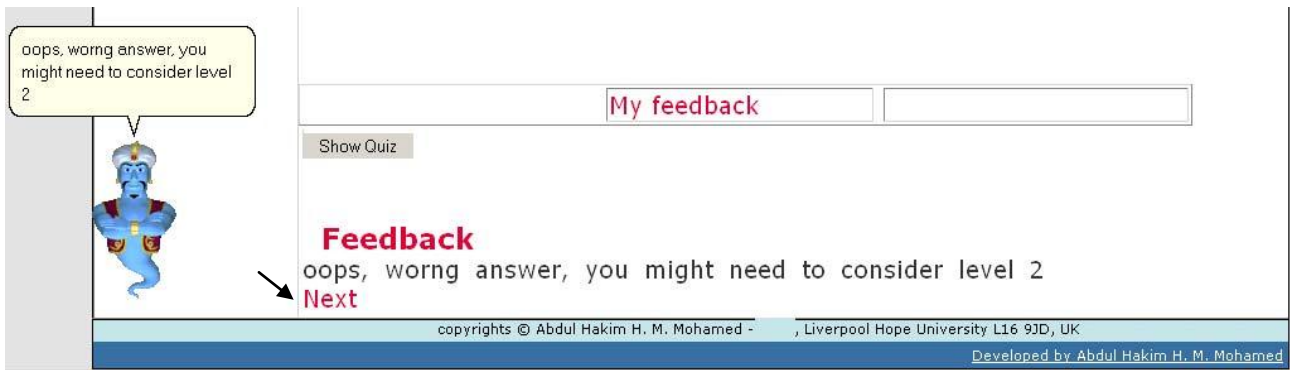 oops, worng answer, you
might need to consider level
2
My feedback
Show Quiz
Feedback
oops, worng answer, you might need to consider level 2
Next
copyrights © Abdul Hakim H. M. Mohamed - , Liverpool Hope University L16 9JD, UK
Developed by Abdul Hakim H. M. Mohamed